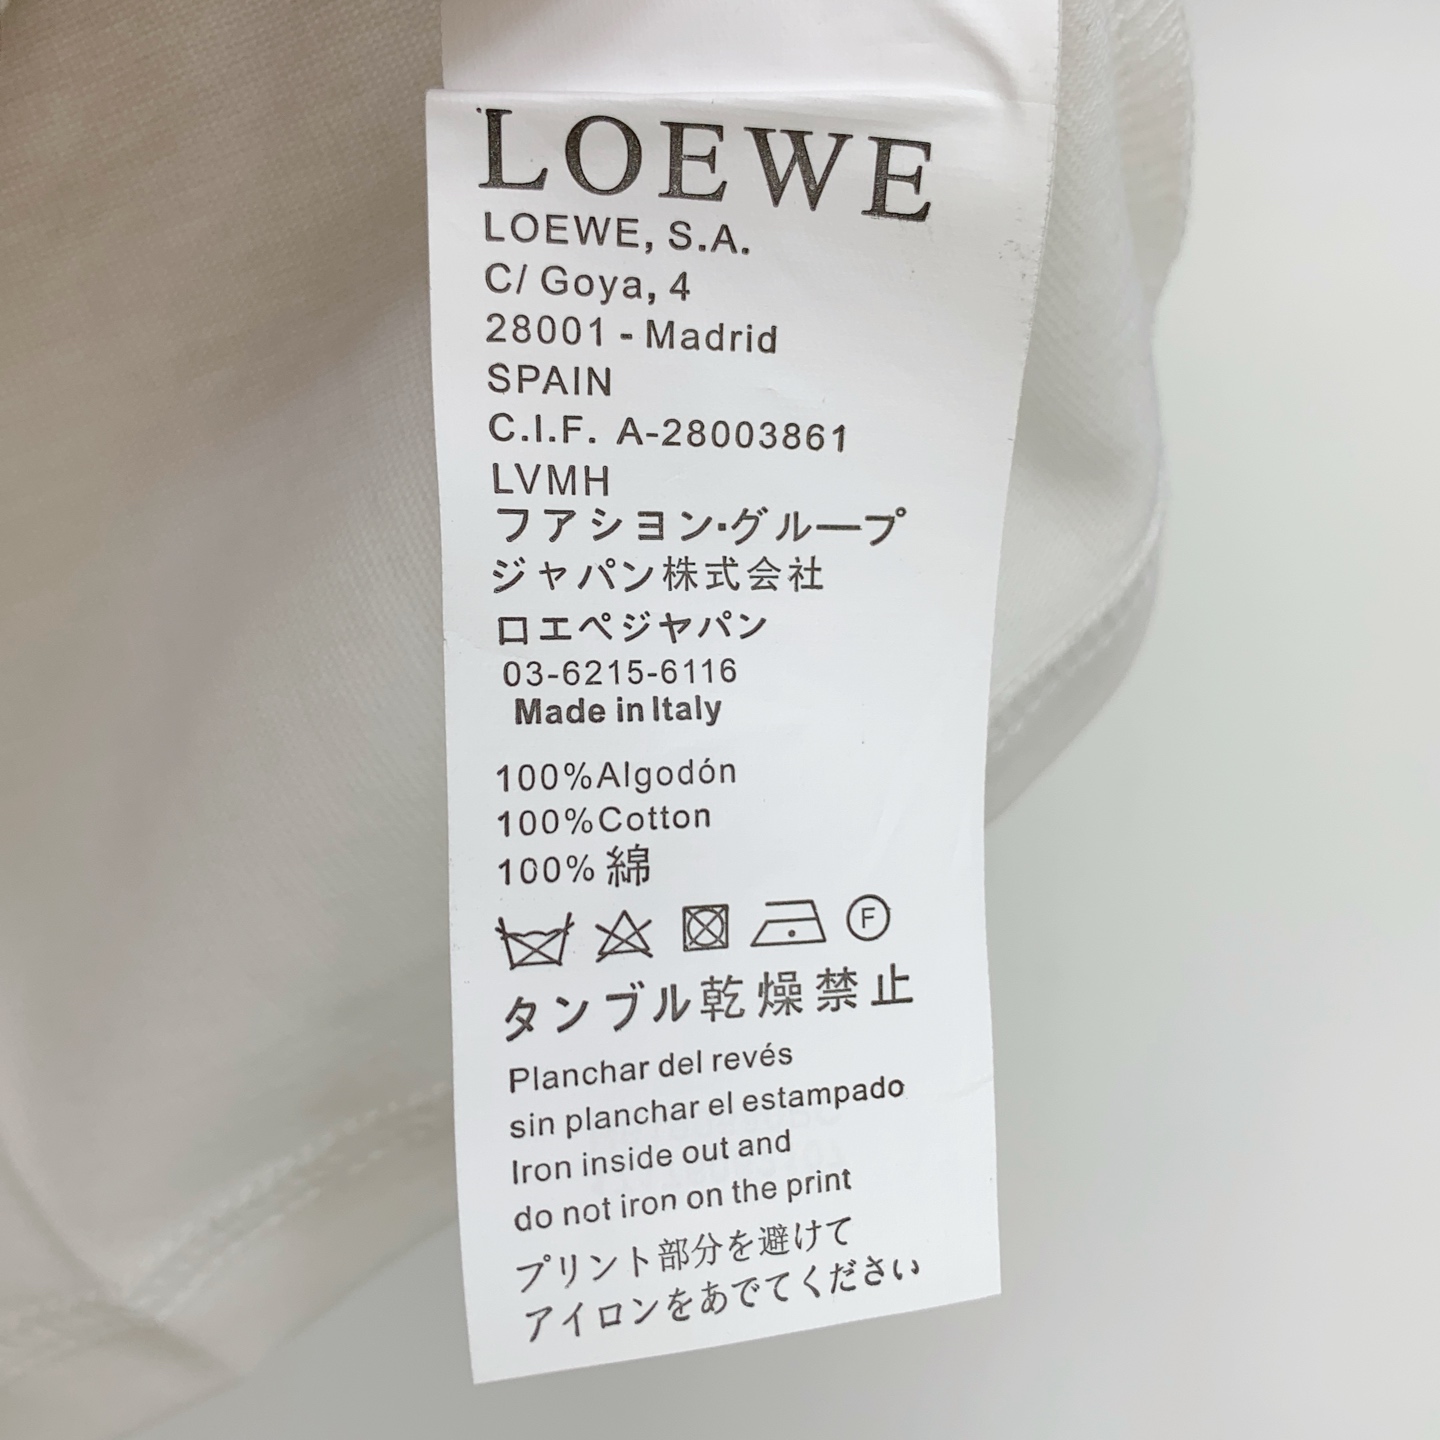 LOEWE
LOEWE, S.A.
C/ Goya, 4
28001 - Madrid
SPAIN
C.I.F. A-28003861
LVMH
フアシヨン・グループ
ジャパン株式会社
ロエペジヤパン
03-6215-6116
Made in Italy
100%Algodón
100%Cotton
100% 綿
F
タンブル乾燥禁止
Planchar del revés
sin planchar el estampado
Iron inside out and
do not iron on the print
プリント部分を避けて
アイロンをあでてください